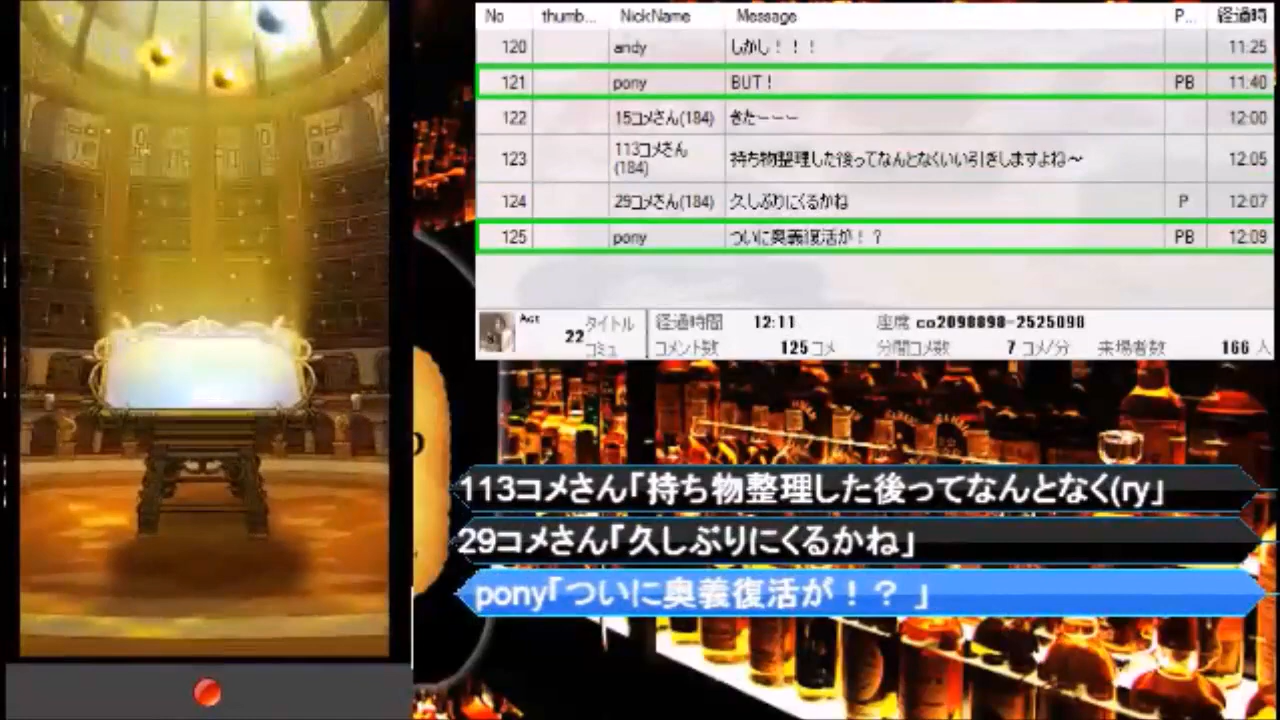 No thumb... NickName Message P... 経過時
120 andy しかし！！！ 11:25
121 pony BUT！ PB 11:40
122 15コメさん(184) きたーーー 12:00
123 113コメさん(184) 持ち物整理した後ってなんとなくいい引きしますよね～ 12:05
124 29コメさん(184) 久しぶりにくるかね P 12:07
125 pony ついに奥義復活が！？ PB 12:09
22 タイトル 経過時間 12:11 座席 co2098898-2525098
コミュ コメント数 125 コメ 分間コメ数 7 コメ/分 来場者数 166 人
113コメさん「持ち物整理した後ってなんとなく(ry」
29コメさん「久しぶりにくるかね」
pony「ついに奥義復活が！？ 」